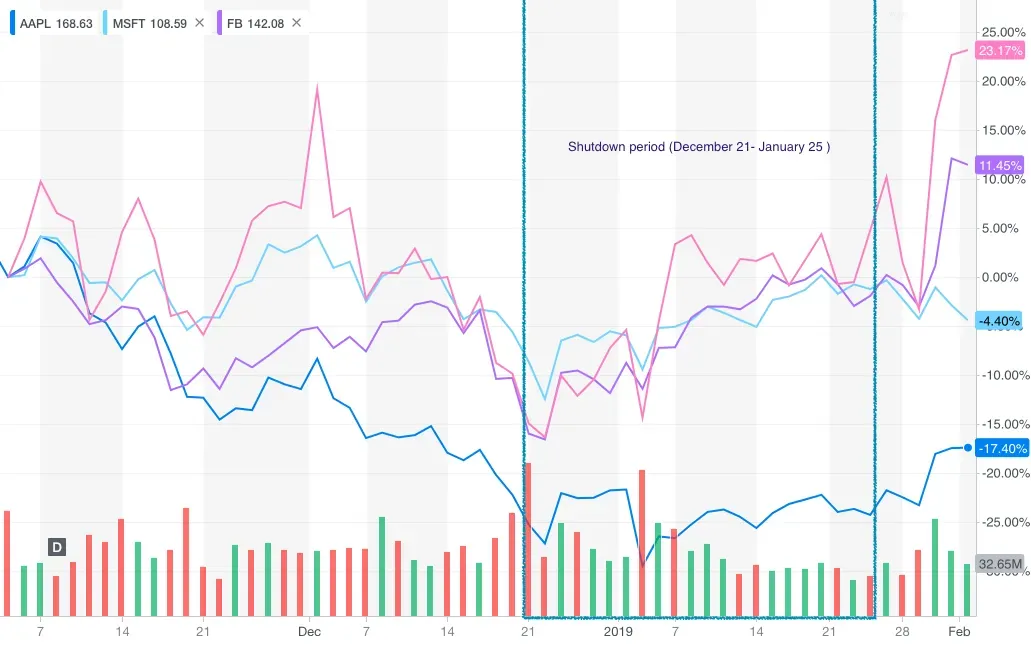 AAPL 168.63 MSFT 108.59 × FB 142.08 ×
25.00%
23.17%
20.00%
15.00%
Shutdown period (December 21- January 25 )
11.45%
10.00%
5.00%
0.00%
-4.40%
-10.00%
-15.00%
-17.40%
-20.00%
-25.00%
D
32.65M
7 14 21 Dec 7 14 21 2019 7 14 21 28 Feb